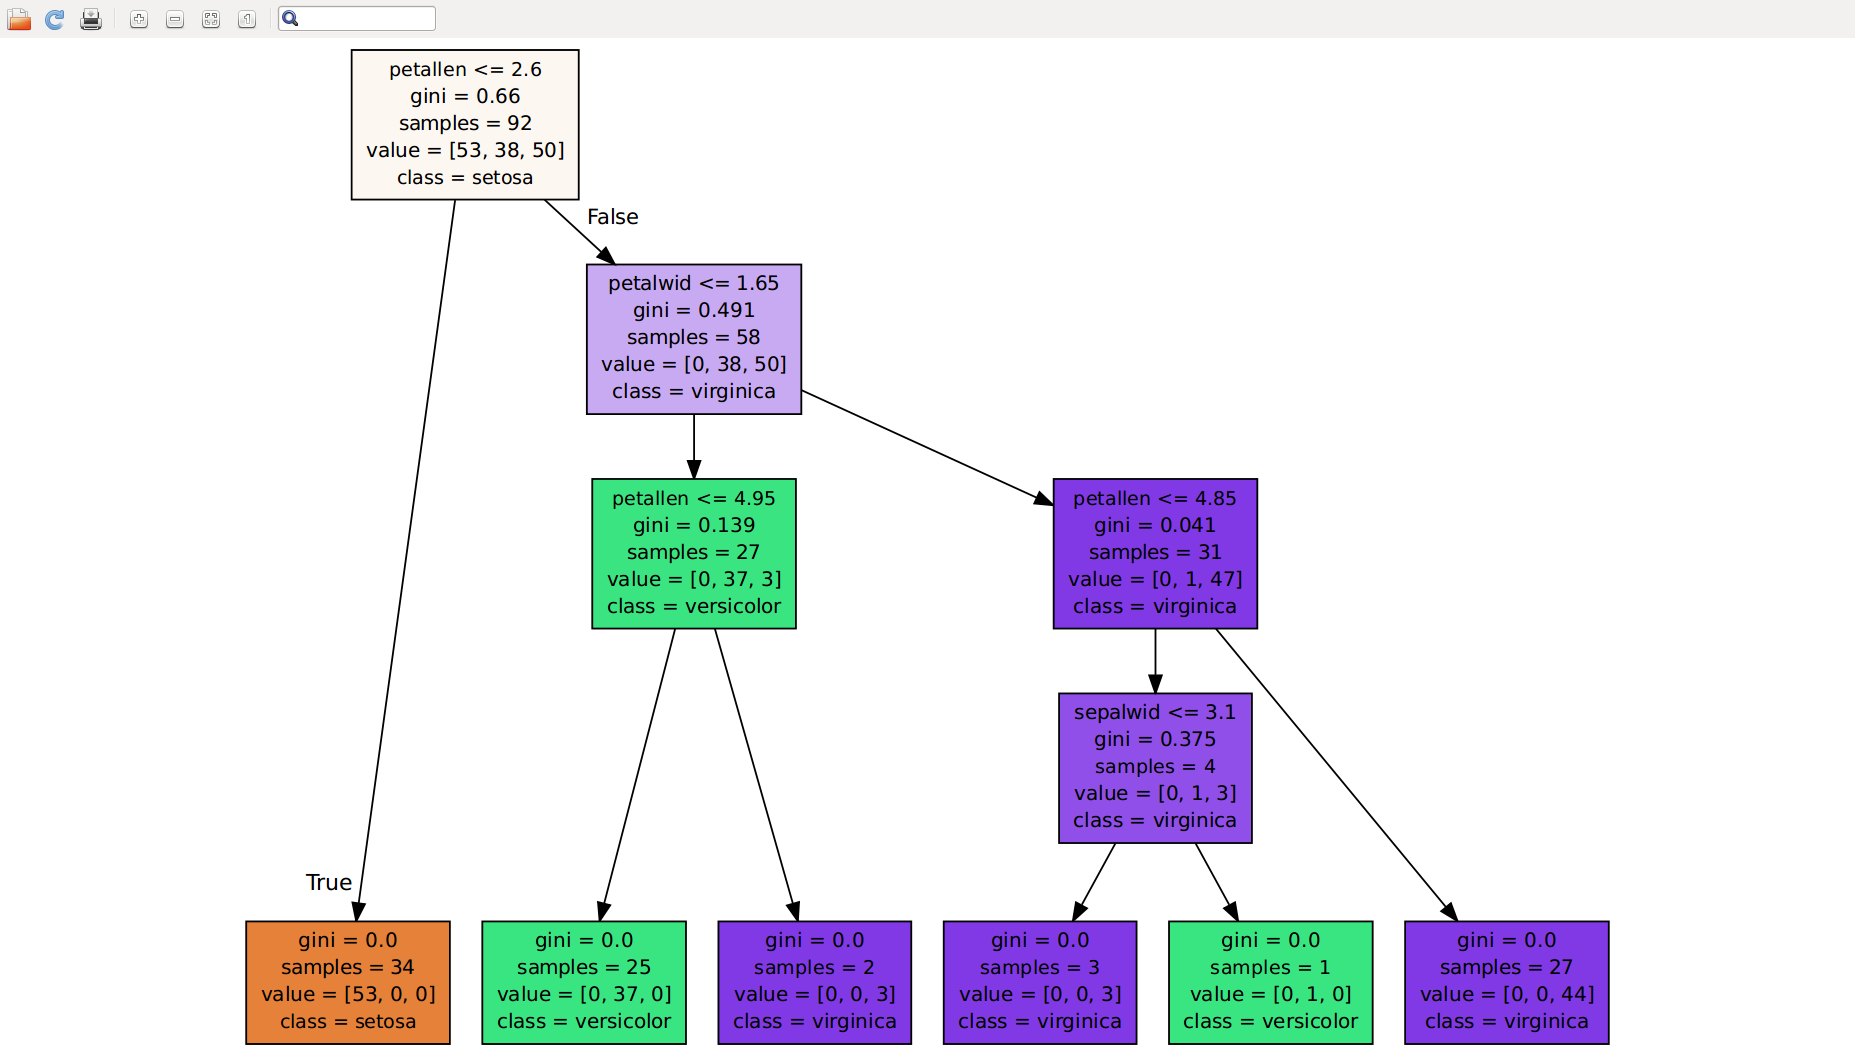 petallen <= 2.6
gini = 0.66
samples = 92
value = [53, 38, 50]
class = setosa
False
petalwid <= 1.65
gini = 0.491
samples = 58
value = [0, 38, 50]
class = virginica
petallen <= 4.95
gini = 0.139
samples = 27
value = [0, 37, 3]
class = versicolor
petallen <= 4.85
gini = 0.041
samples = 31
value = [0, 1, 47]
class = virginica
sepalwid <= 3.1
gini = 0.375
samples = 4
value = [0, 1, 3]
class = virginica
True
gini = 0.0
samples = 34
value = [53, 0, 0]
class = setosa
gini = 0.0
samples = 25
value = [0, 37, 0]
class = versicolor
gini = 0.0
samples = 2
value = [0, 0, 3]
class = virginica
gini = 0.0
samples = 3
value = [0, 0, 3]
class = virginica
gini = 0.0
samples = 1
value = [0, 1, 0]
class = versicolor
gini = 0.0
samples = 27
value = [0, 0, 44]
class = virginica